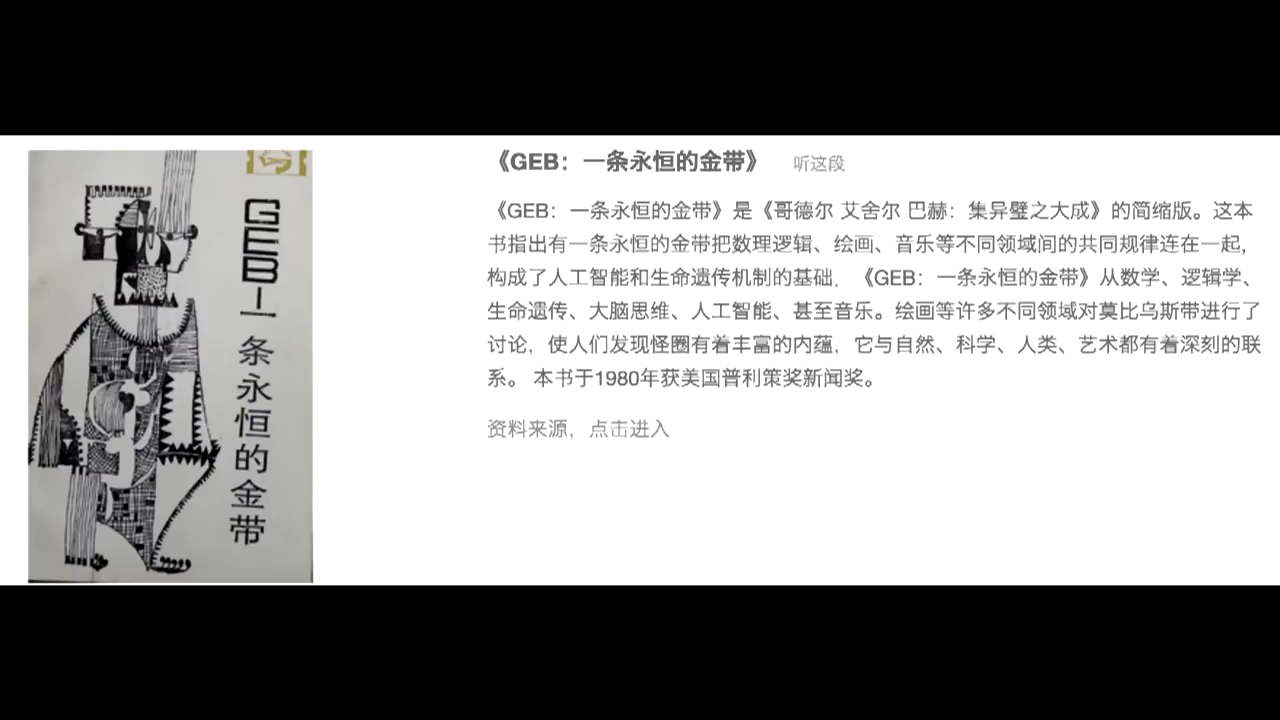 GEB—条永恒的金带
《GEB：一条永恒的金带》 听这段
《GEB：一条永恒的金带》是《哥德尔 艾舍尔 巴赫：集异璧之大成》的简缩版。这本
书指出有一条永恒的金带把数理逻辑、绘画、音乐等不同领域间的共同规律连在一起，
构成了人工智能和生命遗传机制的基础。《GEB：一条永恒的金带》从数学、逻辑学、
生命遗传、大脑思维、人工智能、甚至音乐。绘画等许多不同领域对莫比乌斯带进行了
讨论，使人们发现怪圈有着丰富的内蕴，它与自然、科学、人类、艺术都有着深刻的联
系。 本书于1980年获美国普利策奖新闻奖。
资料来源，点击进入